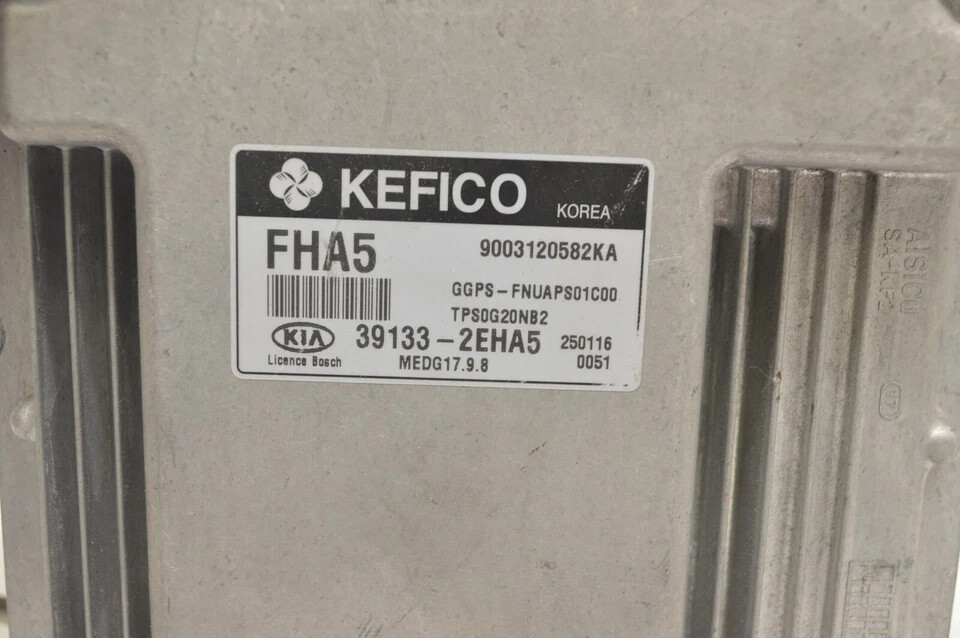 KEFICO
KOREA
FHA5
9003120582KA
GGPS-FNUAPS01C00
TPS0G20NB2
KIA
39133-2EHA5
250116
Licence Bosch
MEDG17.9.8
0051